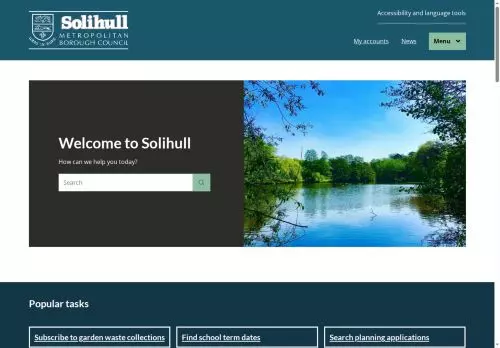 Accessibility and language tools
Solihull
METROPOLITAN
BOROUGH COUNCIL
My accounts
News
Menu
Welcome to Solihull
How can we help you today?
Search
Popular tasks
Subscribe to garden waste collections
Find school term dates
Search planning applications